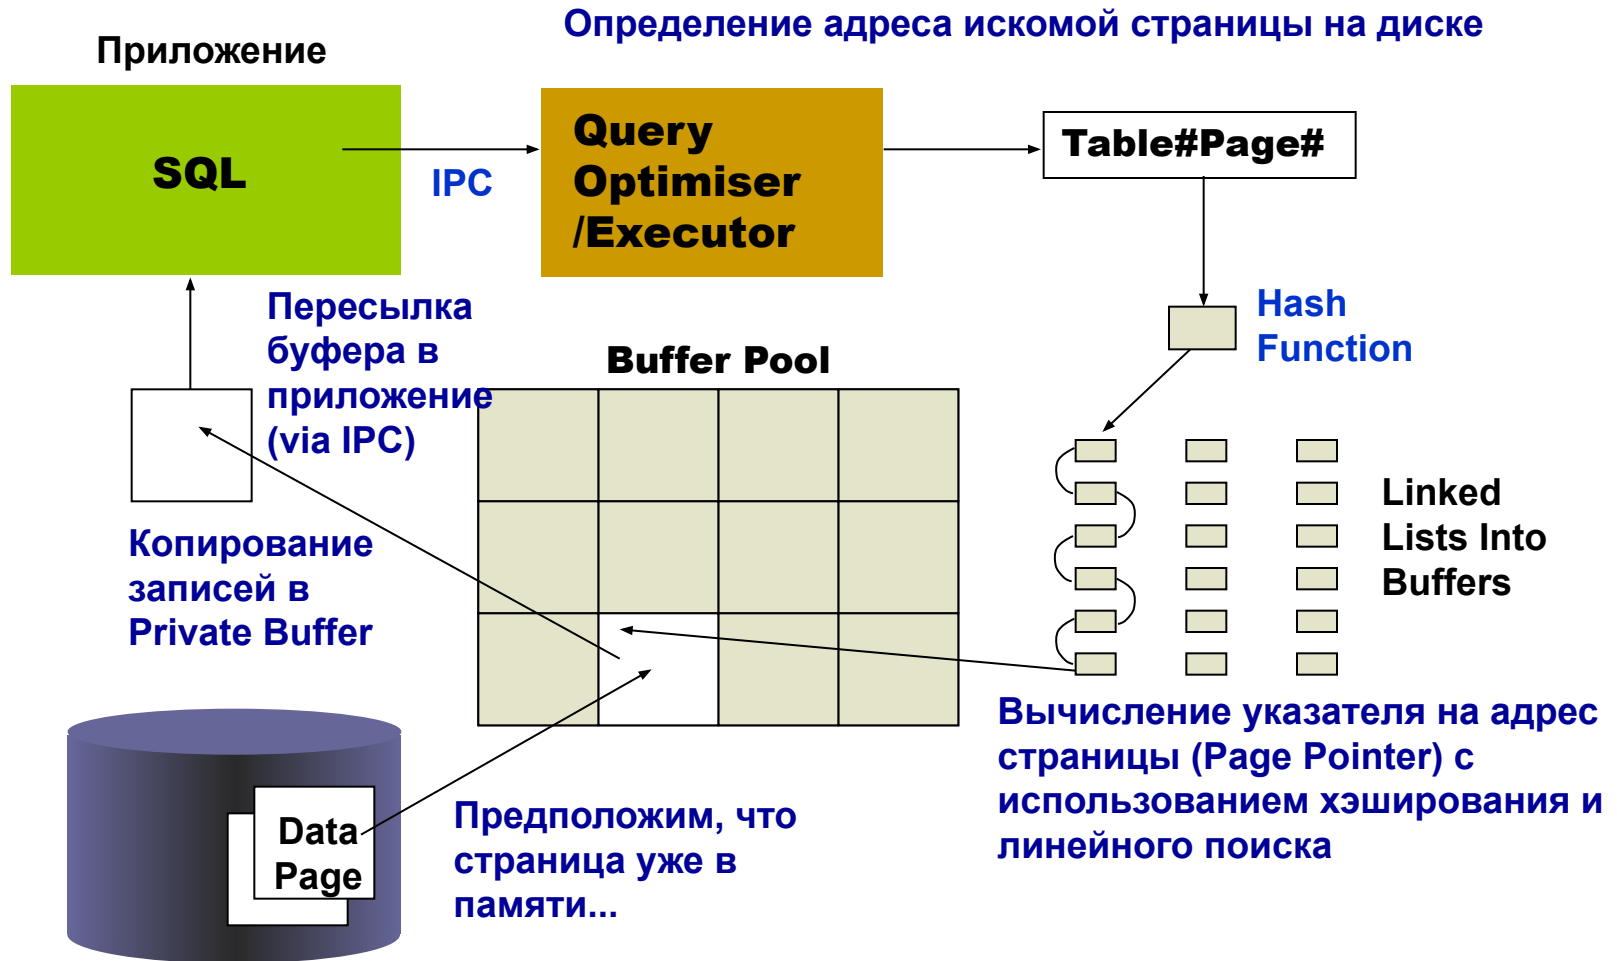 Определение адреса искомой страницы на диске
Приложение
SQL
IPC
Query
Optimiser
/Executor
Table#Page#
Hash
Function
Пересылка
буфера в
приложение
(via IPC)
Buffer Pool
Linked
Lists Into
Buffers
Копирование
записей в
Private Buffer
Вычисление указателя на адрес
страницы (Page Pointer) с
использованием хэширования и
линейного поиска
Data
Page
Предположим, что
страница уже в
памяти...